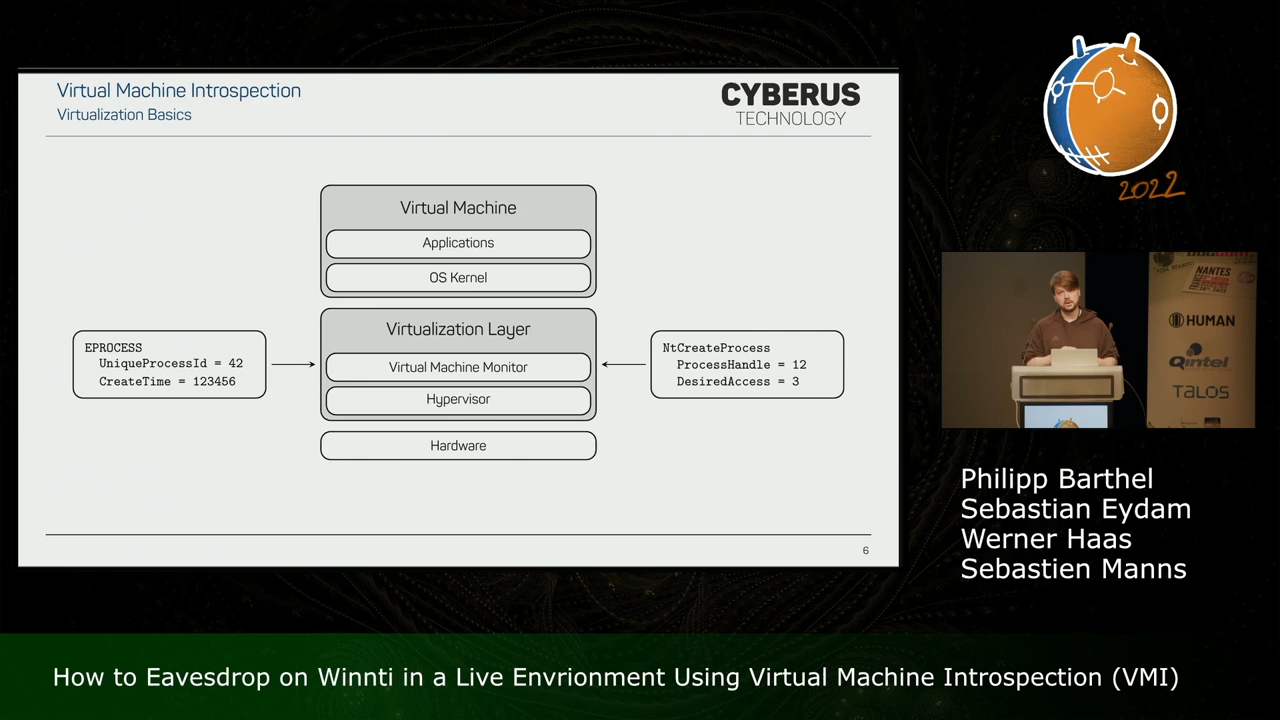 Virtual Machine Introspection
Virtualization Basics
CYBERUS
TECHNOLOGY
Virtual Machine
Applications
OS Kernel
Virtualization Layer
Virtual Machine Monitor
Hypervisor
Hardware
EPROCESS
UniqueProcessId = 42
CreateTime = 123456
NtCreateProcess
ProcessHandle = 12
DesiredAccess = 3
6
2022
NANTES
HUMAN
Qintel
TALOS
Philipp Barthel
Sebastian Eydam
Werner Haas
Sebastien Manns
How to Eavesdrop on Winnti in a Live Envrionment Using Virtual Machine Introspection (VMI)